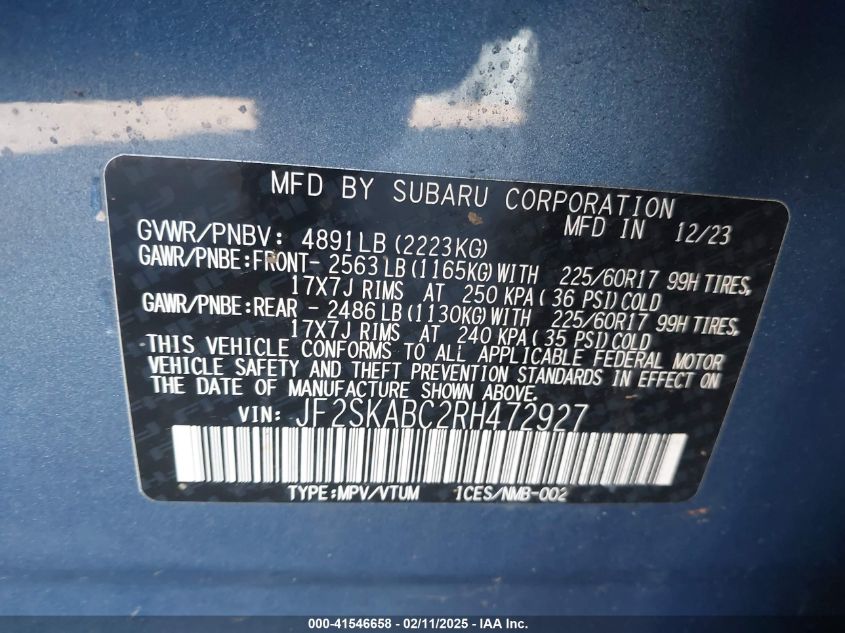 MFD BY SUBARU CORPORATION
MFD IN 12/23
GVWR/PNBV: 4891LB(2223KG)
GAWR/PNBE:FRONT- 2563LB(1165KG)WITH 225/60R17 99H TIRES,
17X7J RIMS AT 250 KPA( 36 PSI)COLD
GAWR/PNBE:REAR - 2486LB(1130KG)WITH 225/60R17 99H TIRES,
17X7J RIMS AT 240 KPA( 35 PSI)COLD
THIS VEHICLE CONFORMS TO ALL APPLICABLE FEDERAL MOTOR
VEHICLE SAFETY AND THEFT PREVENTION STANDARDS IN EFFECT ON
THE DATE OF MANUFACTURE SHOWN ABOVE.
VIN: JF2SKABC2RH472927
TYPE:MPV/VTUM 1CES/NMB-002
000-41546658 - 02/11/2025 - IAA Inc.